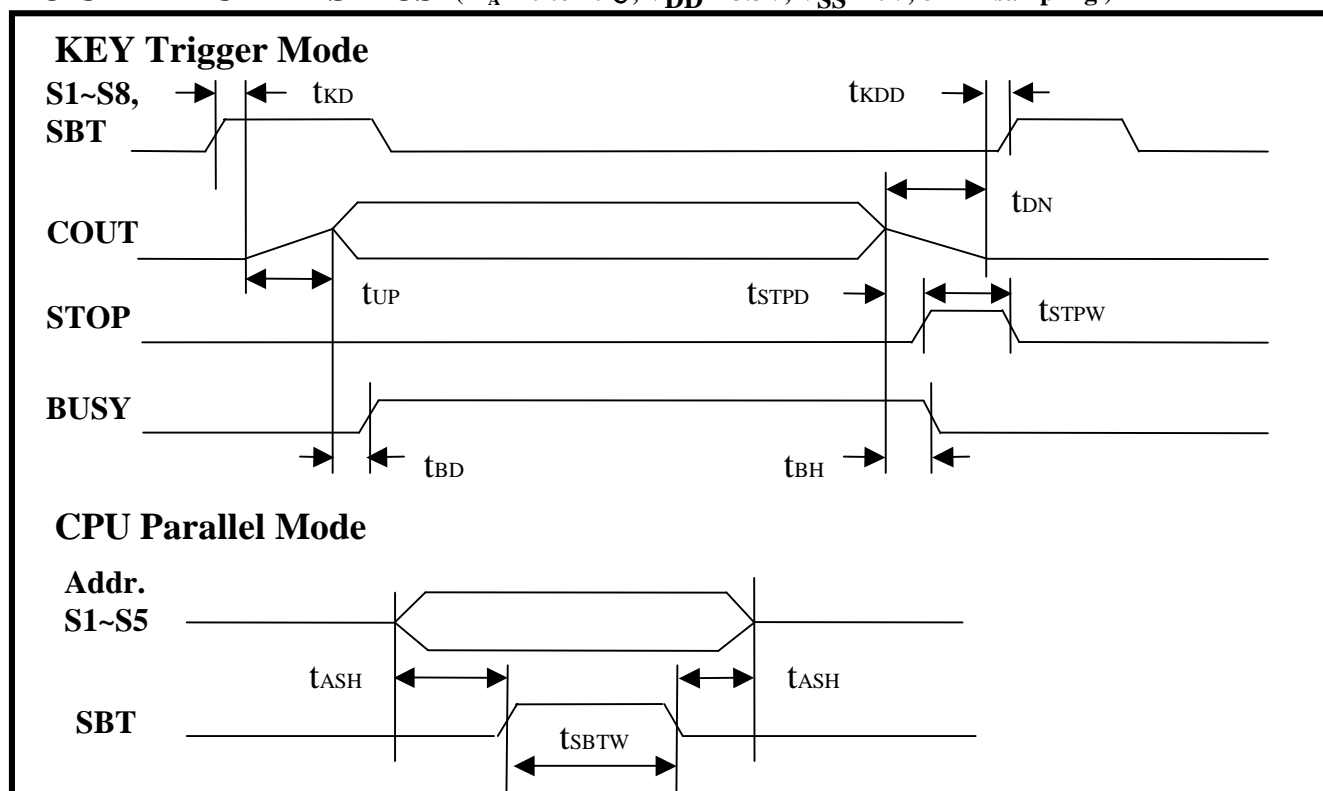 KEY Trigger Mode
S1~S8,
SBT
tKD
tKDD
COUT
tUP
tDN
STOP
tSTPD
tSTPW
BUSY
tBD
tBH
CPU Parallel Mode
Addr.
S1~S5
tASH
tASH
SBT
tSBTW